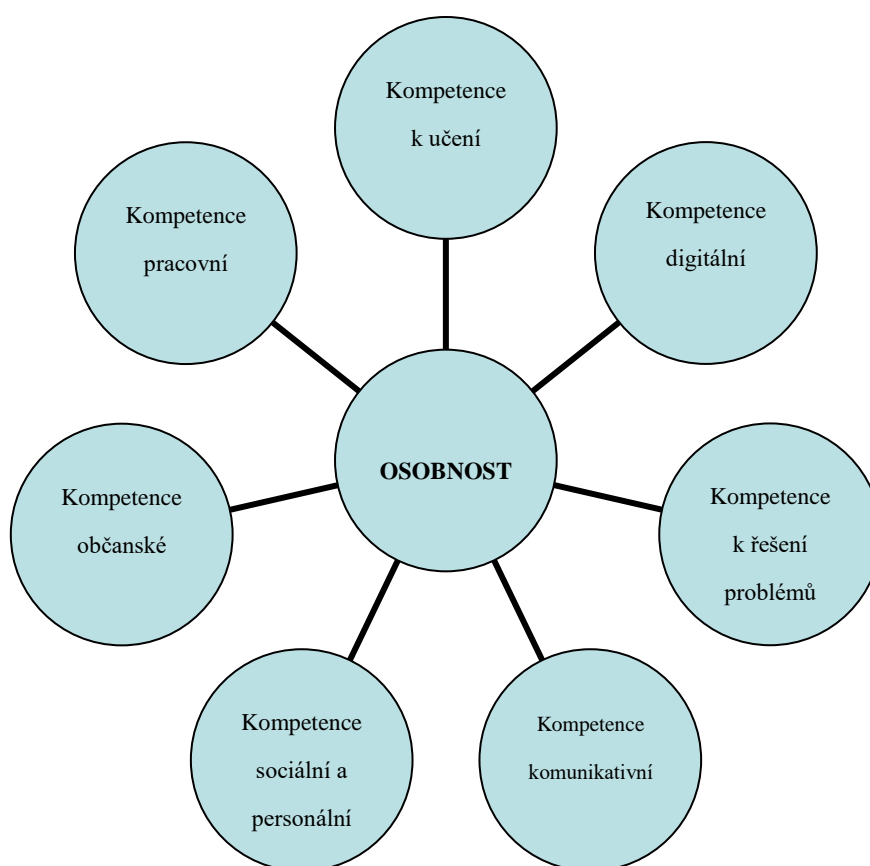 Kompetence
k učení
Kompetence
digitální
Kompetence
k řešení
problémů
Kompetence
komunikativní
Kompetence
sociální a
personální
Kompetence
občanské
Kompetence
pracovní
OSOBNOST